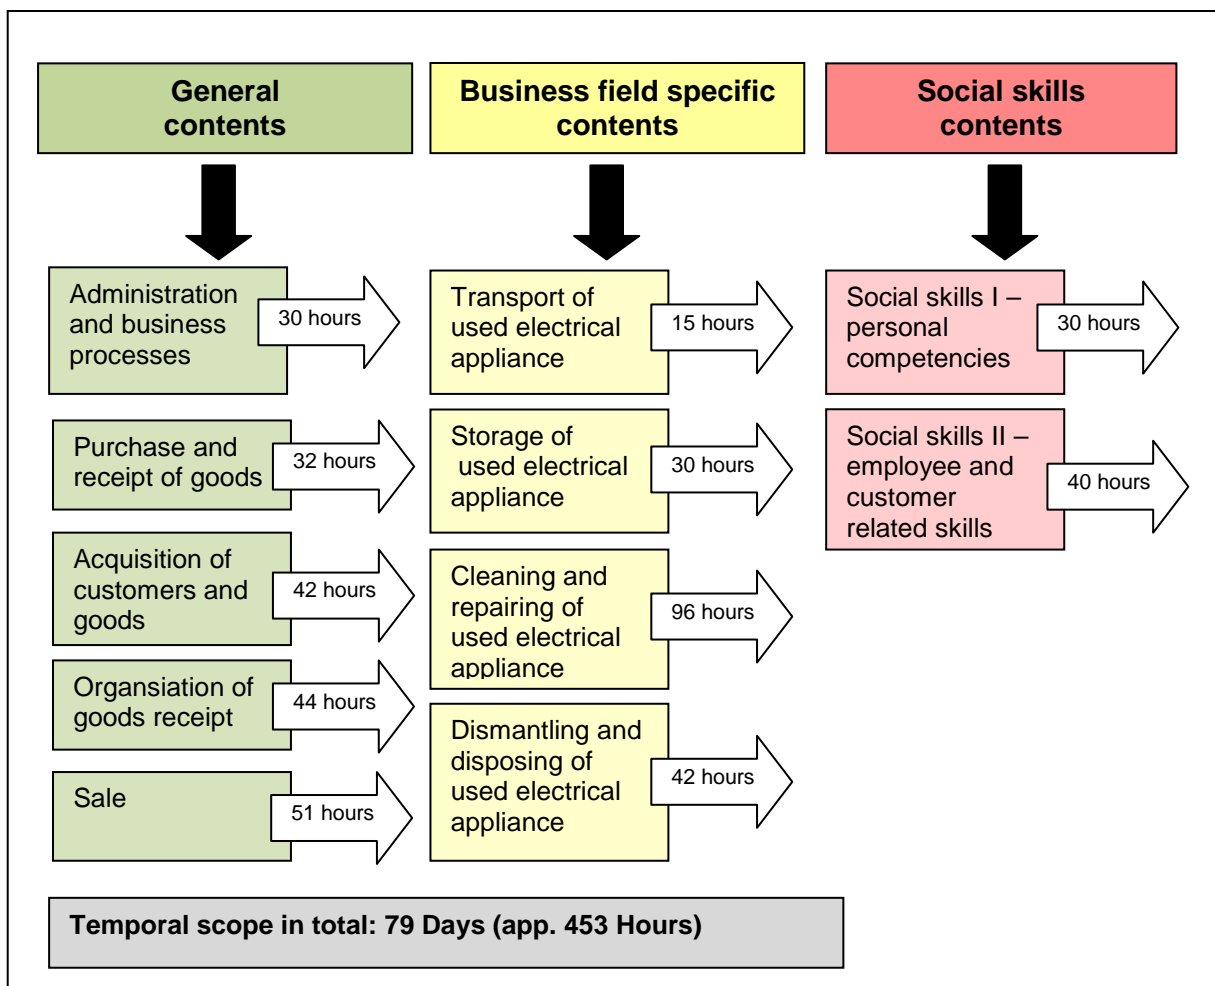 General
contents
Business field specific
contents
Social skills
contents
Administration
and business
processes
30 hours
Purchase and
receipt of goods
32 hours
Acquisition of
customers and
goods
42 hours
Organsiation of
goods receipt
44 hours
Sale
51 hours
Transport of
used electrical
appliance
15 hours
Storage of
used electrical
appliance
30 hours
Cleaning and
repairing of
used electrical
appliance
96 hours
Dismantling and
disposing of
used electrical
appliance
42 hours
Social skills I –
personal
competencies
30 hours
Social skills II –
employee and
customer
related skills
40 hours
Temporal scope in total: 79 Days (app. 453 Hours)